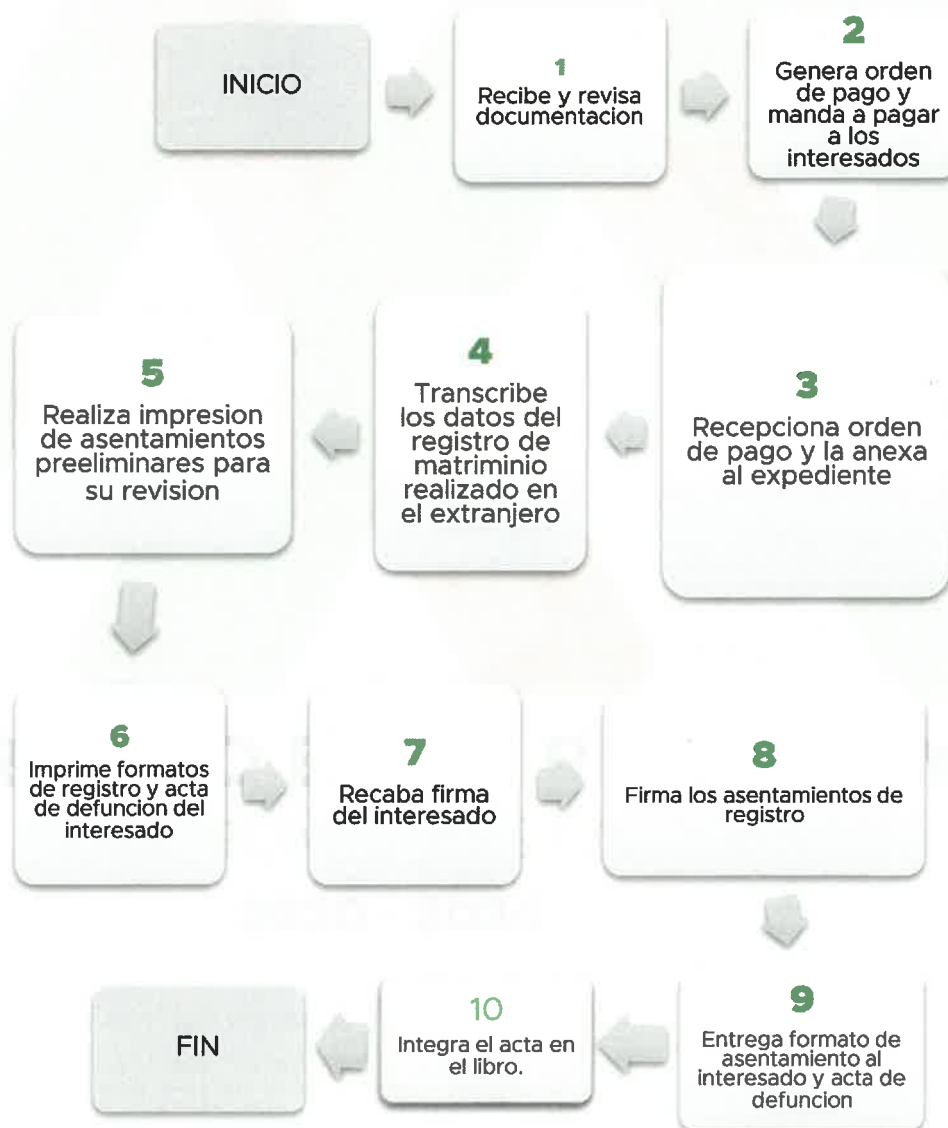 INICIO
1
Recibe y revisa
documentacion
2
Genera orden
de pago y
manda a pagar
a los
interesados
3
Recepciona orden
de pago y la anexa
al expediente
4
Transcribe
los datos del
registro de
matriminio
realizado en
el extranjero
5
Realiza impresion
de asentamientos
preeliminares para
su revision
6
Imprime formatos
de registro y acta
de defuncion del
interesado
7
Recaba firma
del interesado
8
Firma los asentamientos de
registro
9
Entrega formato de
asentamiento al
interesado y acta de
defuncion
10
Integra el acta en
el libro.
FIN